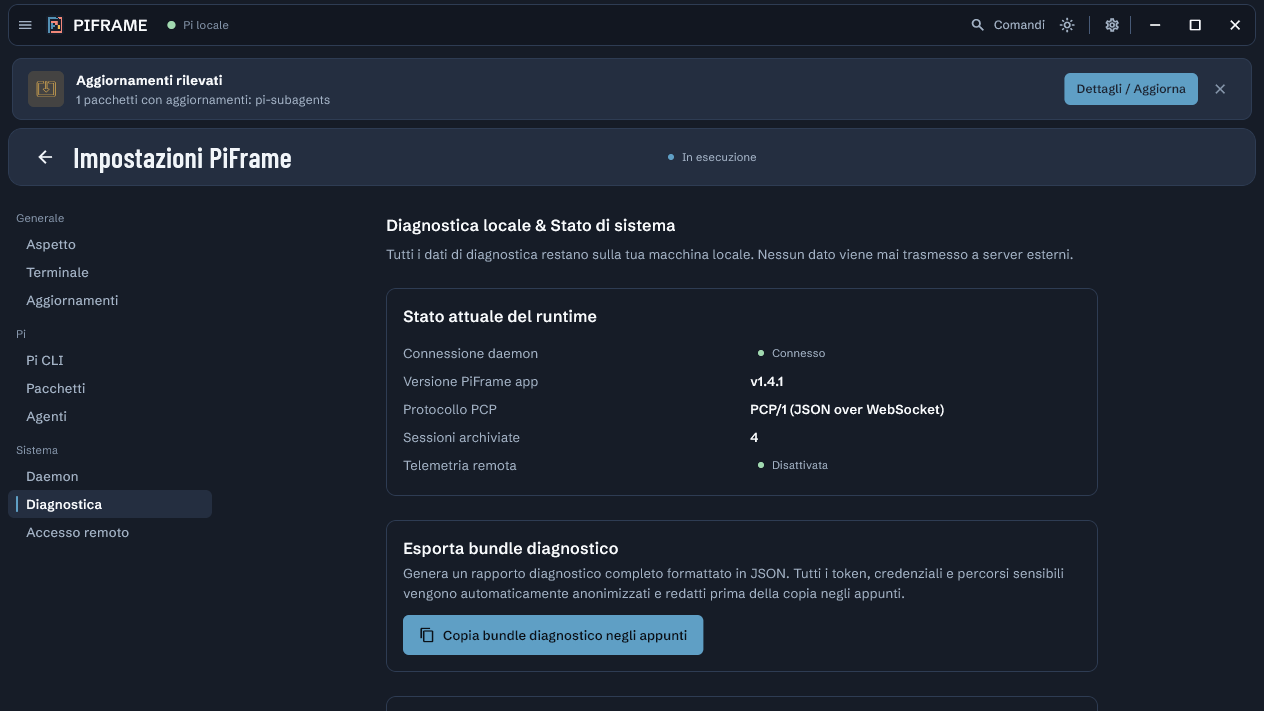 PIFRAME
Pi locale
Comandi
Aggiornamenti rilevati
1 pacchetti con aggiornamenti: pi-subagents
Dettagli / Aggiorna
Impostazioni PiFrame
In esecuzione
Generale
Aspetto
Terminale
Aggiornamenti
Pi
Pi CLI
Pacchetti
Agenti
Sistema
Daemon
Diagnostica
Accesso remoto
Diagnostica locale & Stato di sistema
Tutti i dati di diagnostica restano sulla tua macchina locale. Nessun dato viene mai trasmesso a server esterni.
Stato attuale del runtime
Connessione daemon Connesso
Versione PiFrame app v1.4.1
Protocollo PCP PCP/1 (JSON over WebSocket)
Sessioni archiviate 4
Telemetria remota Disattivata
Esporta bundle diagnostico
Genera un rapporto diagnostico completo formattato in JSON. Tutti i token, credenziali e percorsi sensibili
vengono automaticamente anonimizzati e redatti prima della copia negli appunti.
Copia bundle diagnostico negli appunti